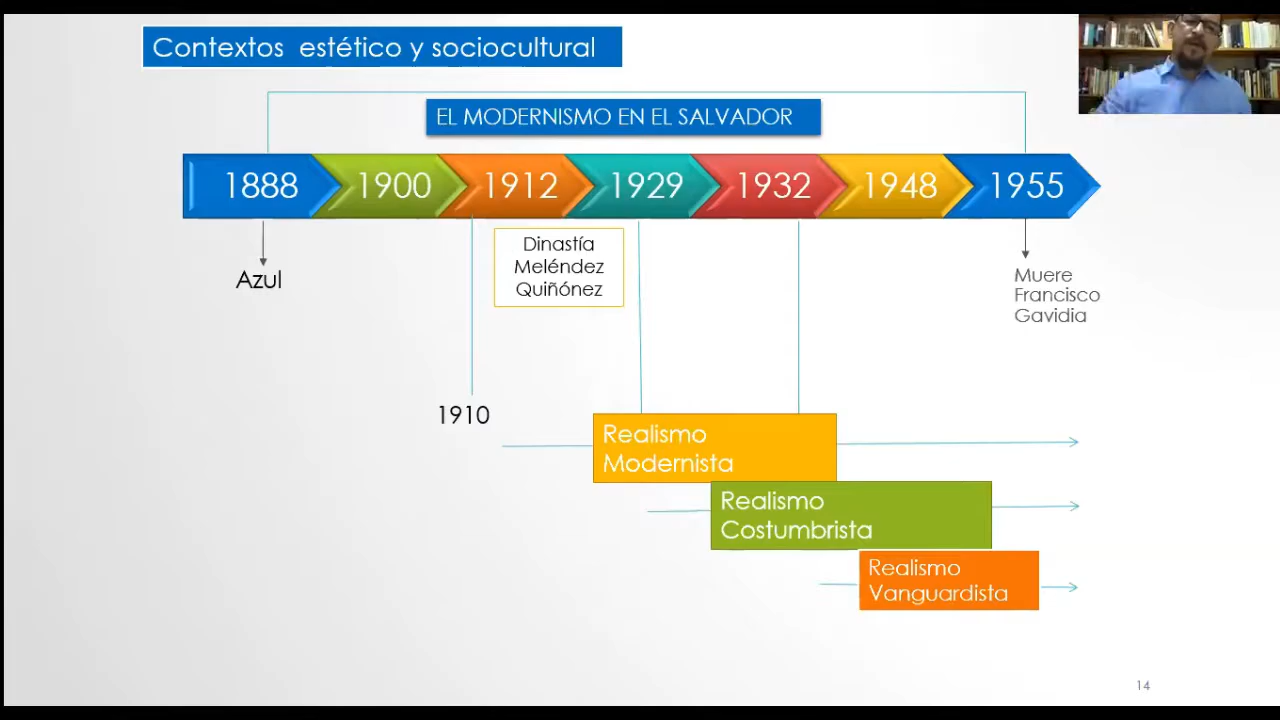 Contextos estético y sociocultural
EL MODERNISMO EN EL SALVADOR
1888
1900
1912
1929
1932
1948
1955
Azul
Dinastía
Meléndez
Quiñónez
Muere
Francisco
Gavidia
1910
Realismo
Modernista
Realismo
Costumbrista
Realismo
Vanguardista
14